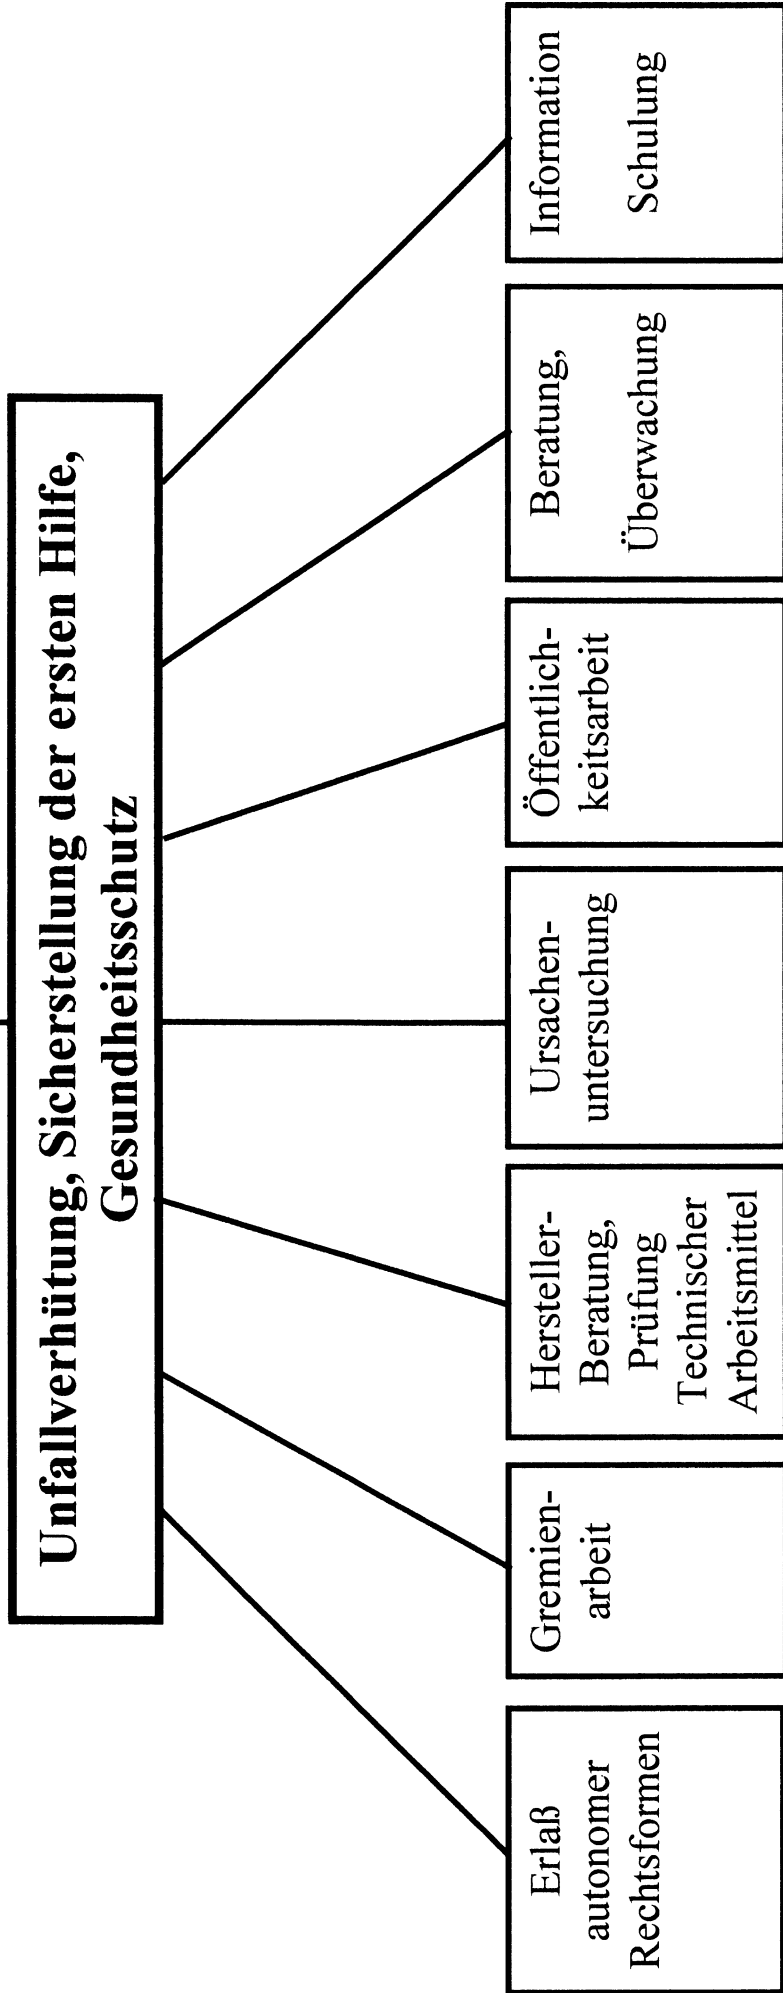 Unfallverhütung, Sicherstellung der ersten Hilfe,
Gesundheitsschutz
Erlaß
autonomer
Rechtsformen
Gremien-
arbeit
Hersteller-
Beratung,
Prüfung
Technischer
Arbeitsmittel
Ursachen-
untersuchung
Öffentlich-
keitsarbeit
Beratung,
Überwachung
Information
Schulung